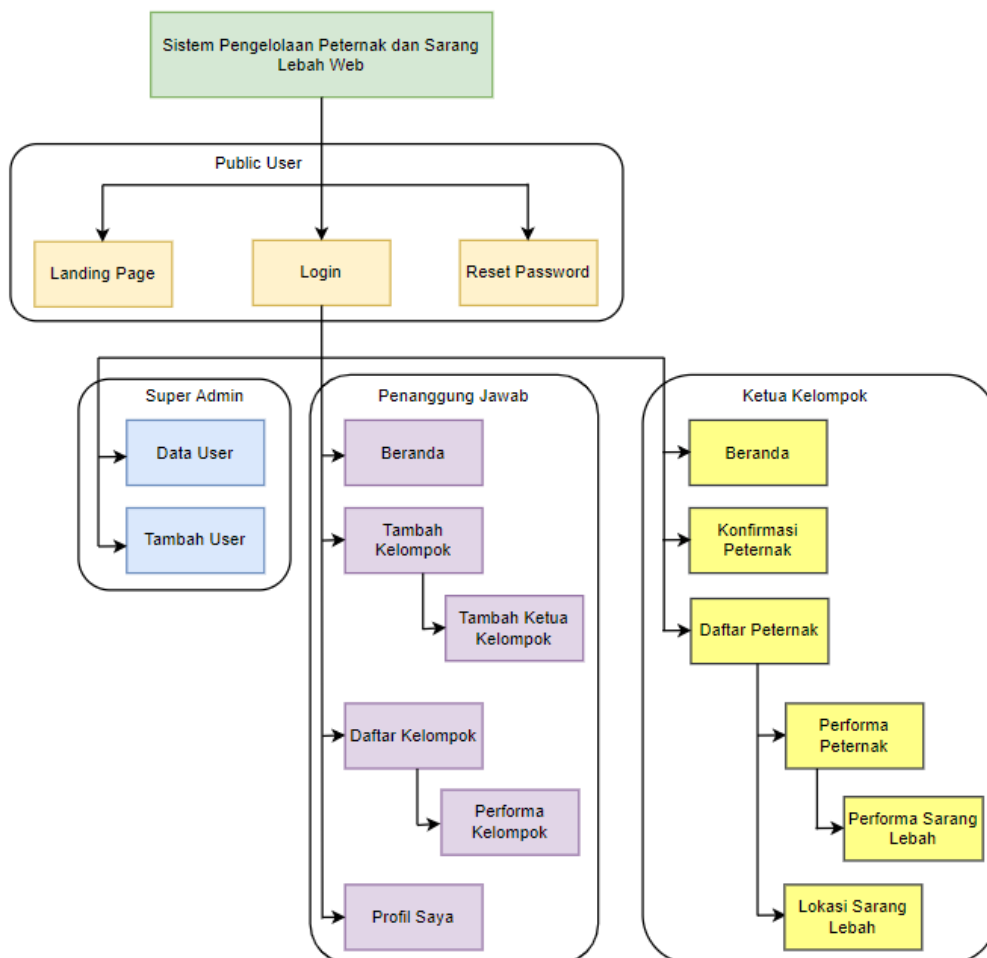 Sistem Pengelolaan Peternak dan Sarang
Lebah Web
Public User
Landing Page
Login
Reset Password
Super Admin
Data User
Tambah User
Penanggung Jawab
Beranda
Tambah
Kelompok
Tambah Ketua
Kelompok
Daftar Kelompok
Performa
Kelompok
Profil Saya
Ketua Kelompok
Beranda
Konfirmasi
Peternak
Daftar Peternak
Performa
Peternak
Performa Sarang
Lebah
Lokasi Sarang
Lebah